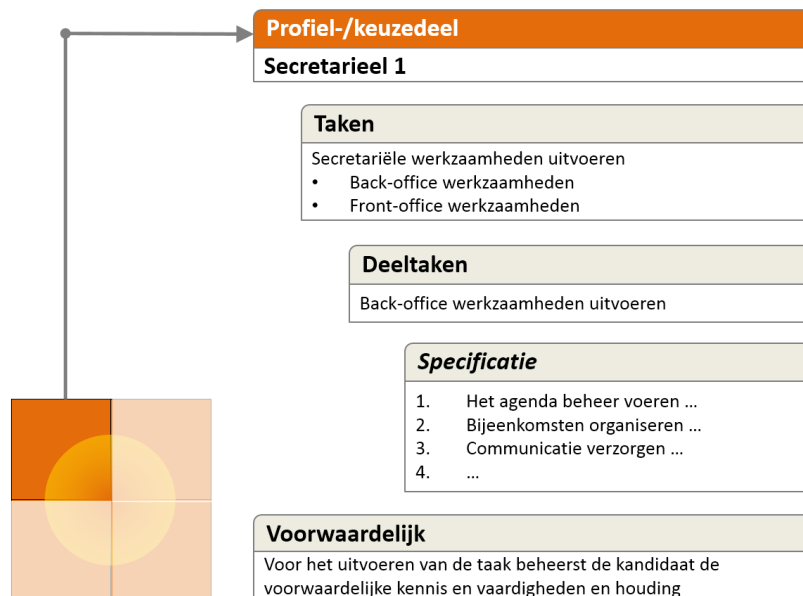 Profiel-/keuzedeel
Secretarieel 1
Taken
Secretariële werkzaamheden uitvoeren
• Back-office werkzaamheden
• Front-office werkzaamheden
Deeltaken
Back-office werkzaamheden uitvoeren
Specificatie
1. Het agenda beheer voeren ...
2. Bijeenkomsten organiseren ...
3. Communicatie verzorgen ...
4. ...
Voorwaardelijk
Voor het uitvoeren van de taak beheerst de kandidaat de
voorwaardelijke kennis en vaardigheden en houding